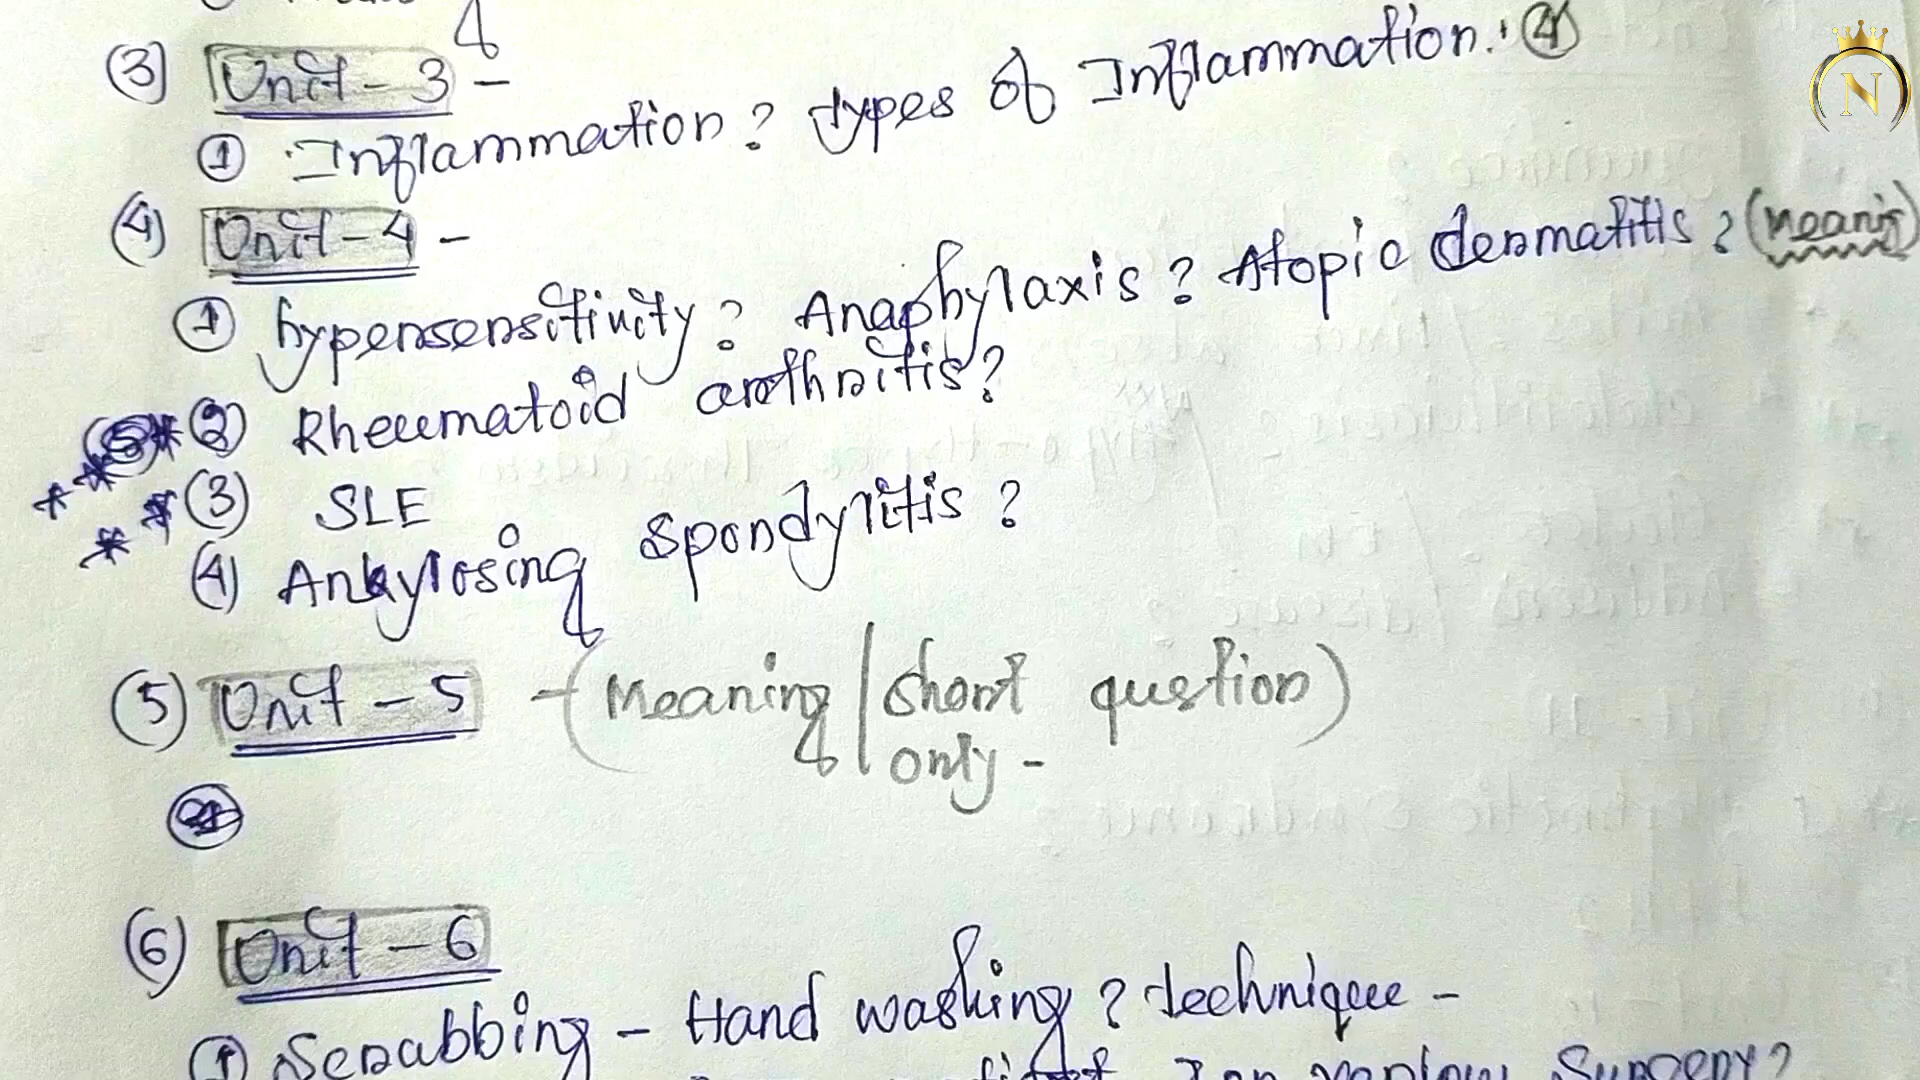 (3) Unit - 3 -
① Inflammation? types of Inflammation. ④
(4) Unit - 4 -
① hypersensitivity? Anaphylaxis? Atopic dermatitis? (Meaning)
② Rheumatoid arthritis?
(3) SLE
(4) Ankylosing spondylitis?
(5) Unit - 5 - (Meaning / short question)
only -
(6) Unit - 6
① Scrubbing - Hand washing? technique -
Surgery?
N